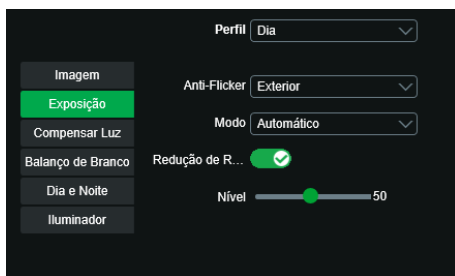 Perfil Dia
Imagem
Anti-Flicker Exterior
Exposição
Modo Automático
Compensar Luz
Balanço de Branco
Redução de R...
Dia e Noite
Nível 50
Iluminador